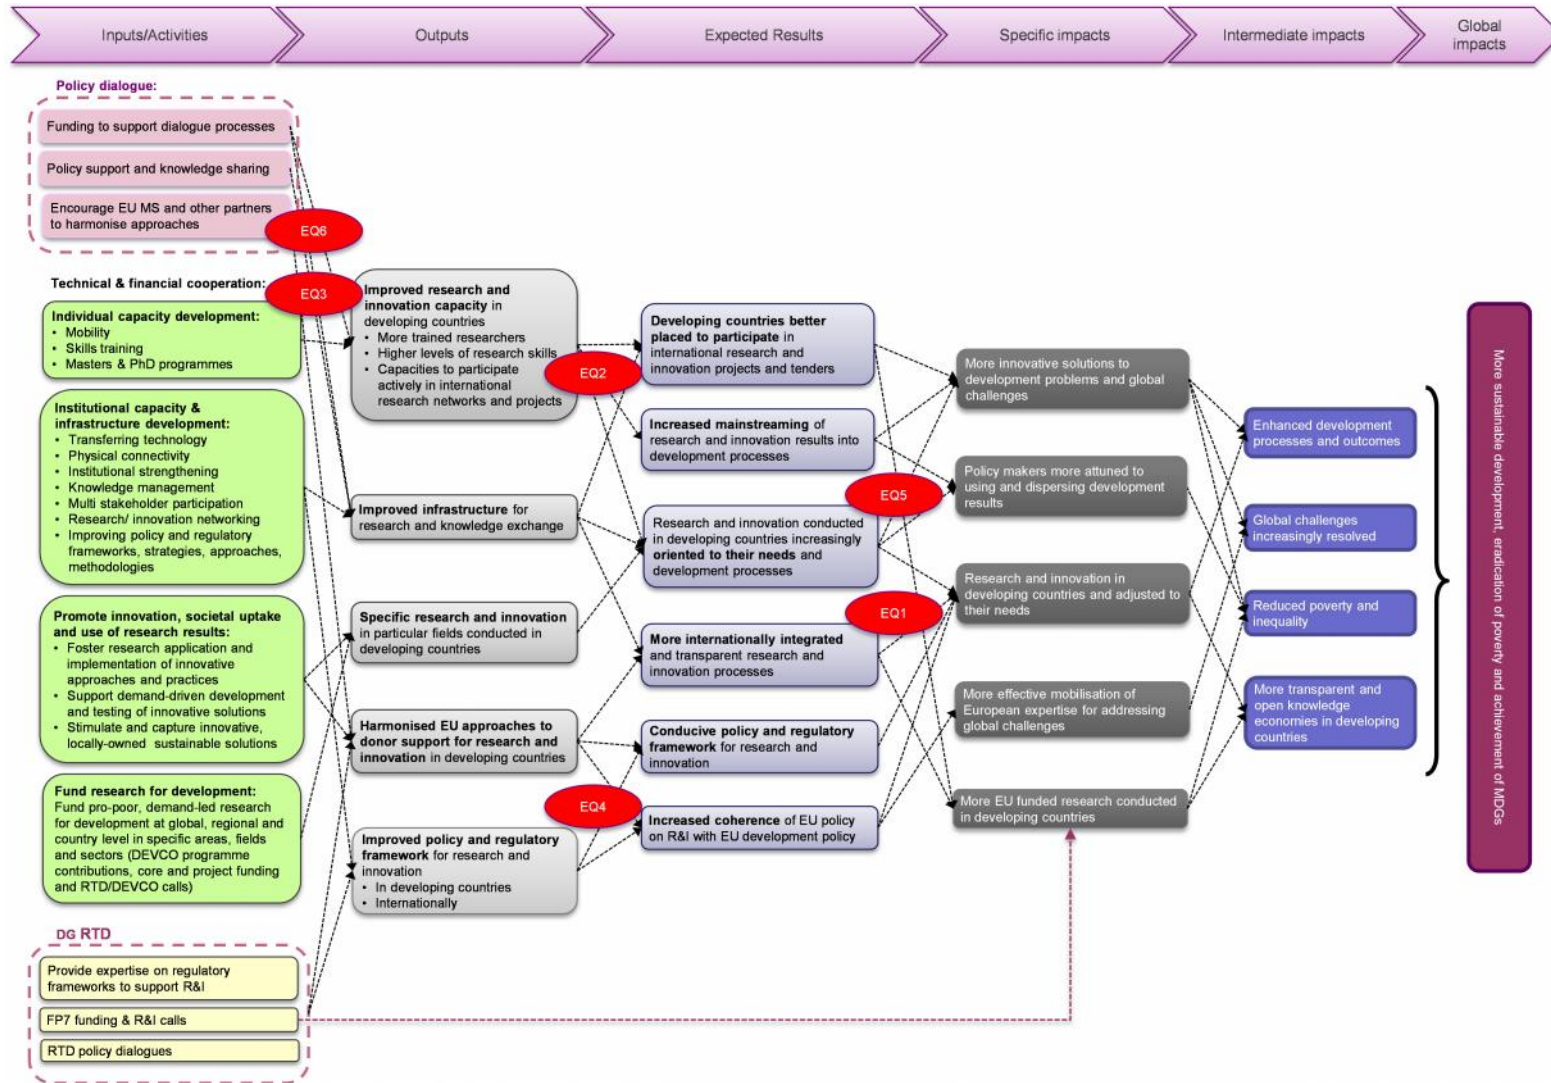 Inputs/Activities
Outputs
Expected Results
Specific impacts
Intermediate impacts
Global
impacts
Policy dialogue:
Funding to support dialogue processes
Policy support and knowledge sharing
Encourage EU MS and other partners
to harmonise approaches
EQ6
Technical & financial cooperation:
EQ3
Individual capacity development:
• Mobility
• Skills training
• Masters & PhD programmes
Institutional capacity &
infrastructure development:
• Transferring technology
• Physical connectivity
• Institutional strengthening
• Knowledge management
• Multi stakeholder participation
• Research/ innovation networking
• Improving policy and regulatory
frameworks, strategies, approaches,
methodologies
Promote innovation, societal uptake
and use of research results:
• Foster research application and
implementation of innovative
approaches and practices
• Support demand-driven development
and testing of innovative solutions
• Stimulate and capture innovative,
locally-owned sustainable solutions
Fund research for development:
Fund pro-poor, demand-led research
for development at global, regional and
country level in specific areas, fields
and sectors (DEVCO programme
contributions, core and project funding
and RTD/DEVCO calls)
DG RTD
Provide expertise on regulatory
frameworks to support R&I
FP7 funding & R&I calls
RTD policy dialogues
Improved research and
innovation capacity in
developing countries
• More trained researchers
• Higher levels of research skills
• Capacities to participate
actively in international
research networks and projects
Improved infrastructure for
research and knowledge exchange
Specific research and innovation
in particular fields conducted in
developing countries
Harmonised EU approaches to
donor support for research and
innovation in developing countries
Improved policy and regulatory
framework for research and
innovation
• In developing countries
• Internationally
EQ2
EQ4
Developing countries better
placed to participate in
international research and
innovation projects and tenders
Increased mainstreaming of
research and innovation results into
development processes
Research and innovation conducted
in developing countries increasingly
oriented to their needs and
development processes
More internationally integrated
and transparent research and
innovation processes
Conducive policy and regulatory
framework for research and
innovation
Increased coherence of EU policy
on R&I with EU development policy
EQ5
EQ1
More innovative solutions to
development problems and global
challenges
Policy makers more attuned to
using and dispersing development
results
Research and innovation in
developing countries and adjusted to
their needs
More effective mobilisation of
European expertise for addressing
global challenges
More EU funded research conducted
in developing countries
Enhanced development
processes and outcomes
Global challenges
increasingly resolved
Reduced poverty and
inequality
More transparent and
open knowledge
economies in developing
countries
More sustainable development, eradication of poverty and achievement of MDGs